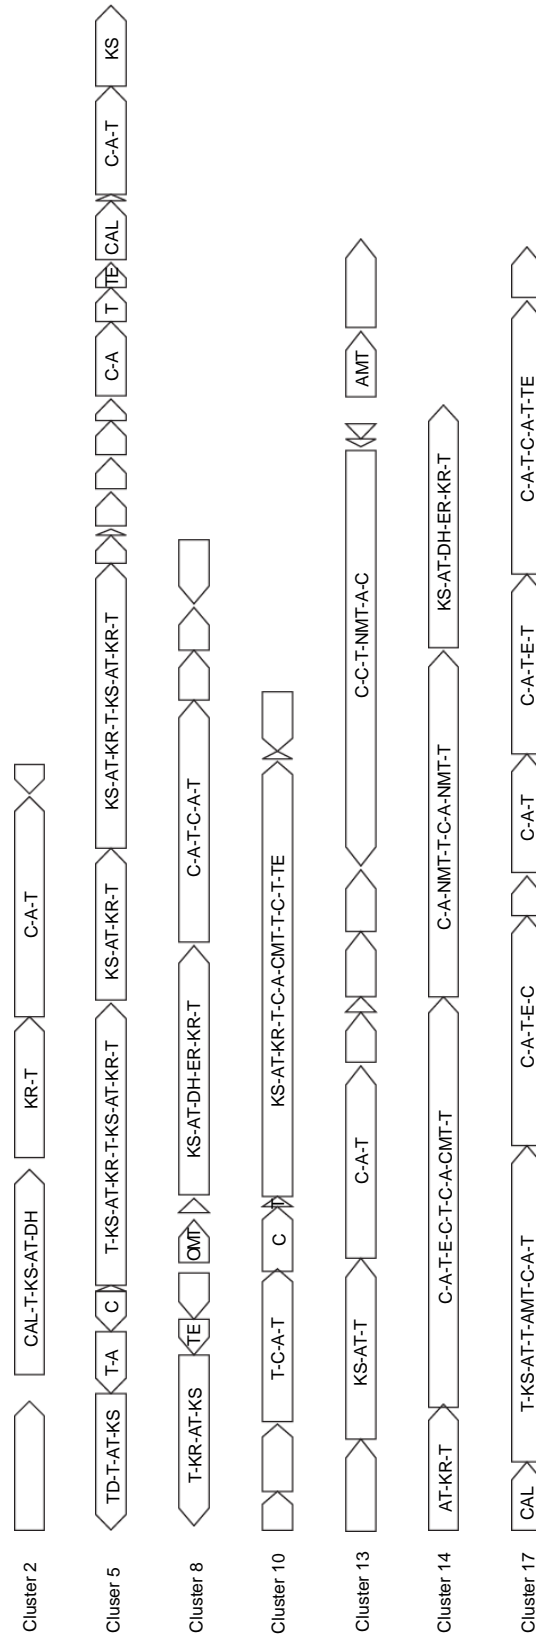 Cluster 2
CAL-T-KS-AT-DH
KR-T
C-A-T
Cluser 5
TD-T-AT-KS
T-A
C
T-KS-AT-KR-T-KS-AT-KR-T
KS-AT-KR-T
KS-AT-KR-T-KS-AT-KR-T
C-A
T
TE
CAL
C-A-T
KS
Cluster 8
T-KR-AT-KS
TE
OMT
KS-AT-DH-ER-KR-T
C-A-T-C-A-T
Cluster 10
T-C-A-T
C
T
KS-AT-KR-T-C-A-CMT-T-C-T-TE
Cluster 13
KS-AT-T
C-A-T
C-C-T-NMT-A-C
AMT
Cluster 14
AT-KR-T
C-A-T-E-C-T-C-A-CMT-T
C-A-NMT-T-C-A-NMT-T
KS-AT-DH-ER-KR-T
Cluster 17
CAL
T-KS-AT-T-AMT-C-A-T
C-A-T-E-C
C-A-T
C-A-T-E-T
C-A-T-C-A-T-TE